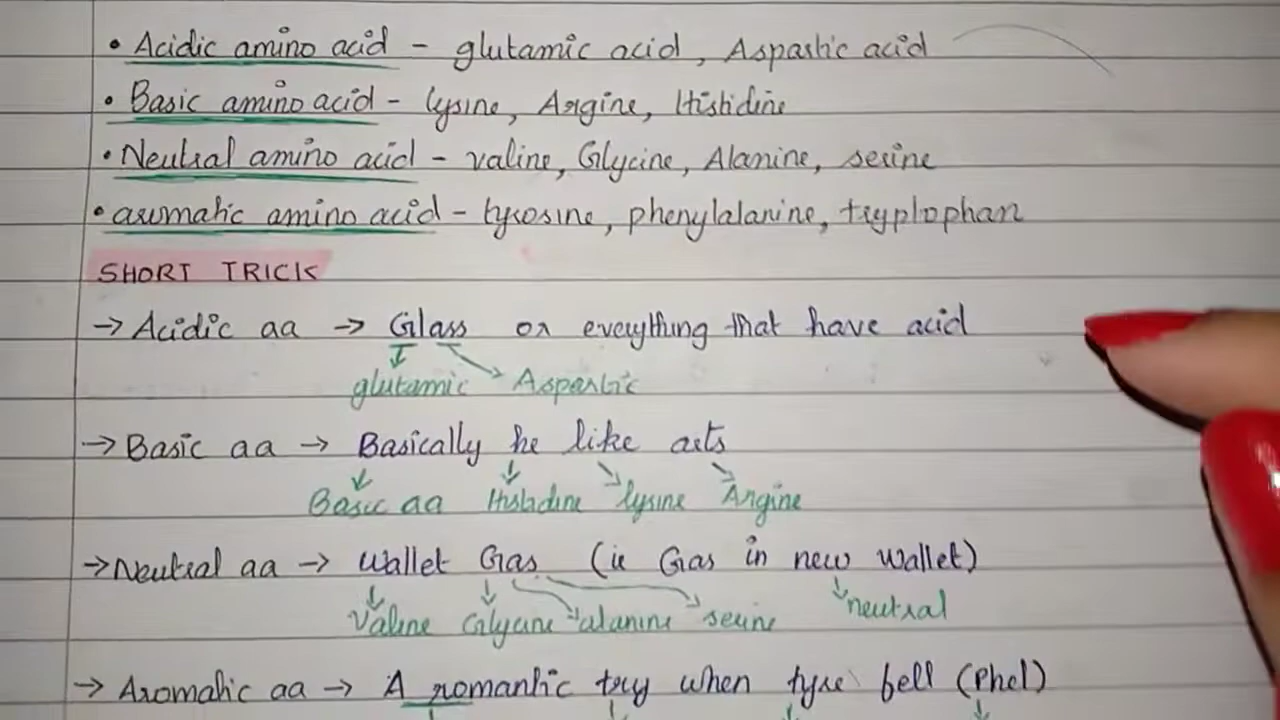 • Acidic amino acid - glutamic acid, Aspartic acid
• Basic amino acid - lysine, Argine, Histidine
• Neutral amino acid - valine, Glycine, Alanine, serine
• aromatic amino acid - tyrosine, phenylalanine, tryptophan
SHORT TRICK
→ Acidic aa → Glass or eveything that have acid
glutamic Aspartic
→ Basic aa → Basically he like arts
Basic aa Histadine lysine Argine
→ Neutral aa → Wallet Gas (ie Gas in new wallet)
Valine Glycine alanine serine neutral
→ Aromatic aa → A romantic try when tyre fell (Phel)